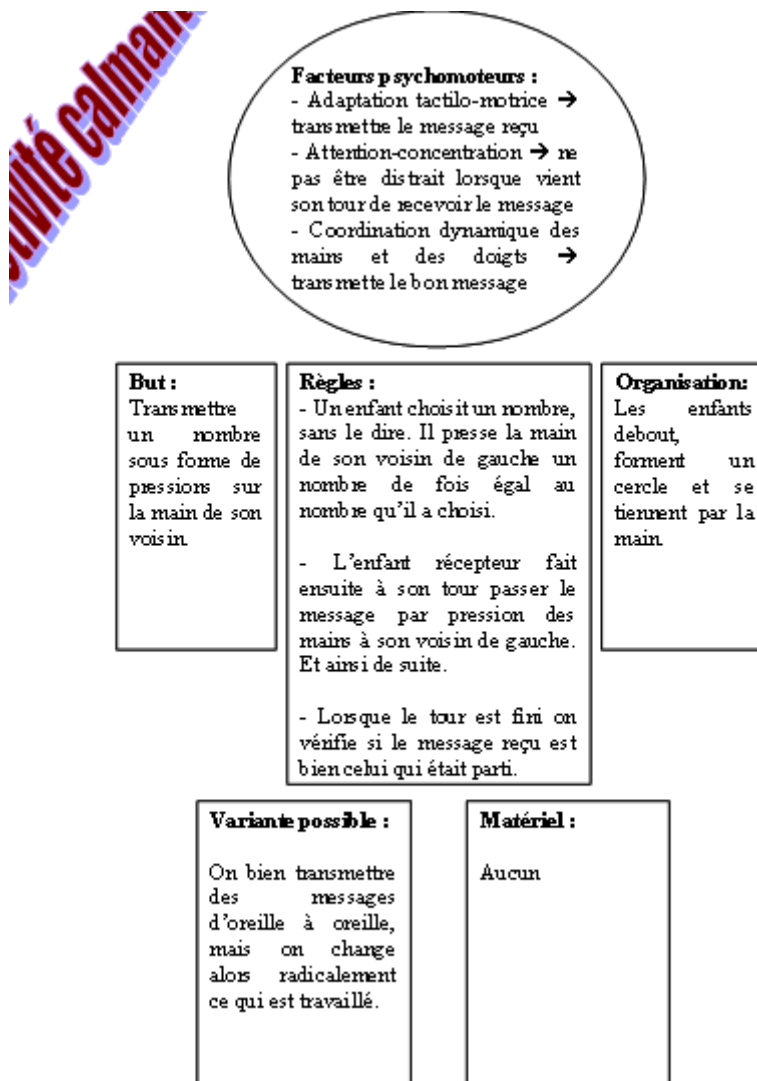 Activité calmante
Facteurs psychomoteurs :
- Adaptation tactilo-motrice →
transmettre le message reçu
- Attention-concentration → ne
pas être distrait lorsque vient
son tour de recevoir le message
- Coordination dynamique des
mains et des doigts →
transmette le bon message
But :
Transmettre
un nombre
sous forme de
pressions sur
la main de son
voisin.
Règles :
- Un enfant choisit un nombre,
sans le dire. Il presse la main
de son voisin de gauche un
nombre de fois égal au
nombre qu'il a choisi.
- L'enfant récepteur fait
ensuite à son tour passer le
message par pression des
mains à son voisin de gauche.
Et ainsi de suite.
- Lorsque le tour est fini on
vérifie si le message reçu est
bien celui qui était parti.
Organisation:
Les enfants
debout,
forment un
cercle et se
tiennent par la
main.
Variante possible :
On bien transmettre
des messages
d'oreille à oreille,
mais on change
alors radicalement
ce qui est travaillé.
Matériel :
Aucun